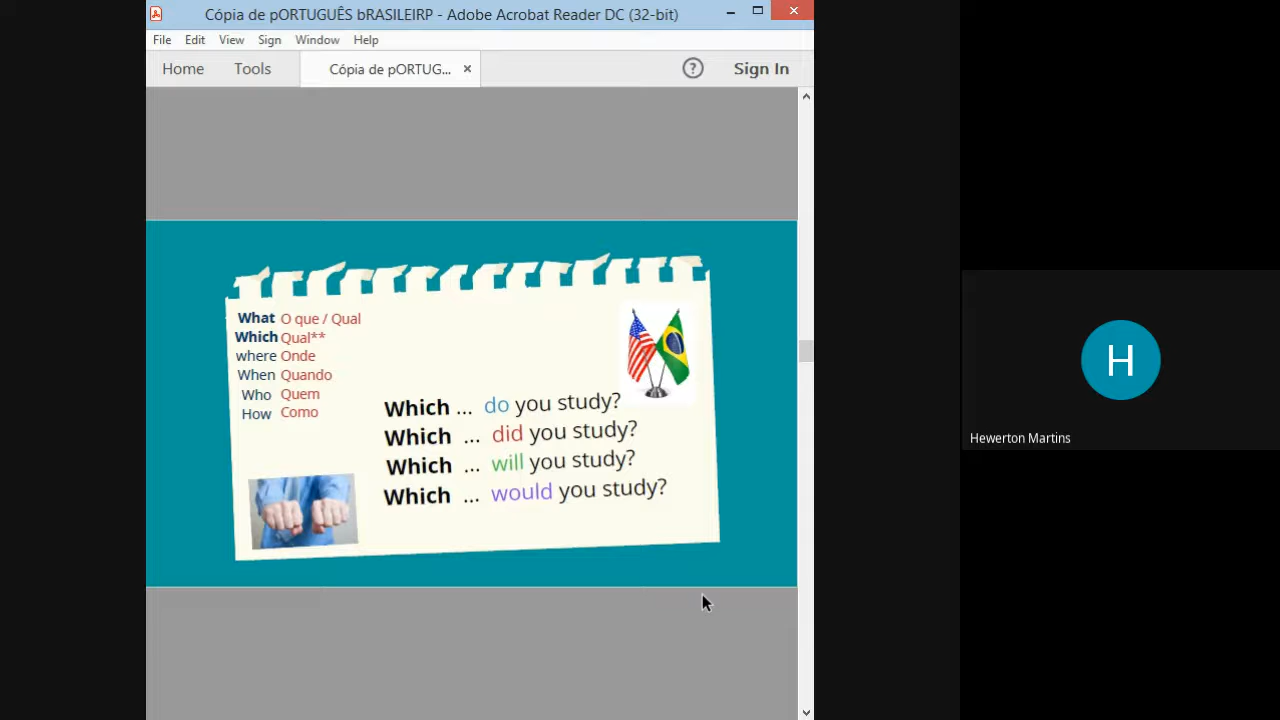 Cópia de pORTUGUÊS bRASILEIRP - Adobe Acrobat Reader DC (32-bit)
File Edit View Sign Window Help
Home Tools Cópia de pORTUG... × ? Sign In
What O que / Qual
Which Qual**
where Onde
When Quando
Who Quem
How Como
Which ... do you study?
Which ... did you study?
Which ... will you study?
Which ... would you study?
H
Hewerton Martins